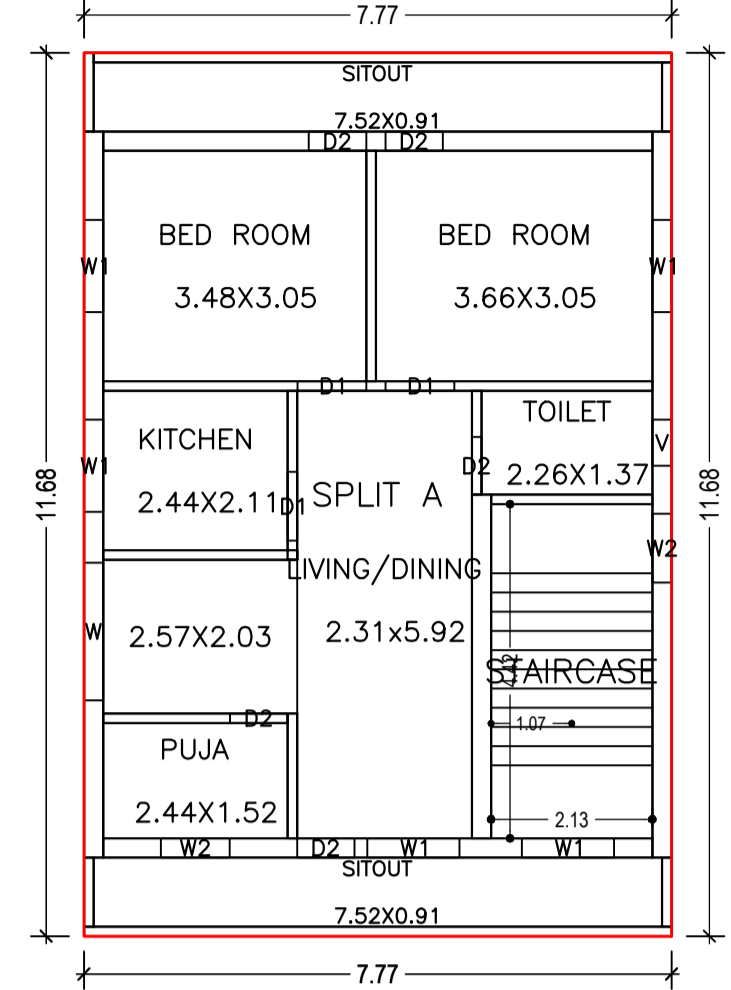 7.77
SITOUT
7.52X0.91
D2
D2
BED ROOM
BED ROOM
W1
W1
3.48X3.05
3.66X3.05
D1
D1
TOILET
KITCHEN
V
W1
D2
2.26X1.37
11.68
11.68
2.44X2.11
D1
SPLIT A
W2
LIVING/DINING
W
2.57X2.03
2.31x5.92
4.42
STAIRCASE
D2
1.07
PUJA
2.44X1.52
2.13
W2
D2
W1
W1
SITOUT
7.52X0.91
7.77